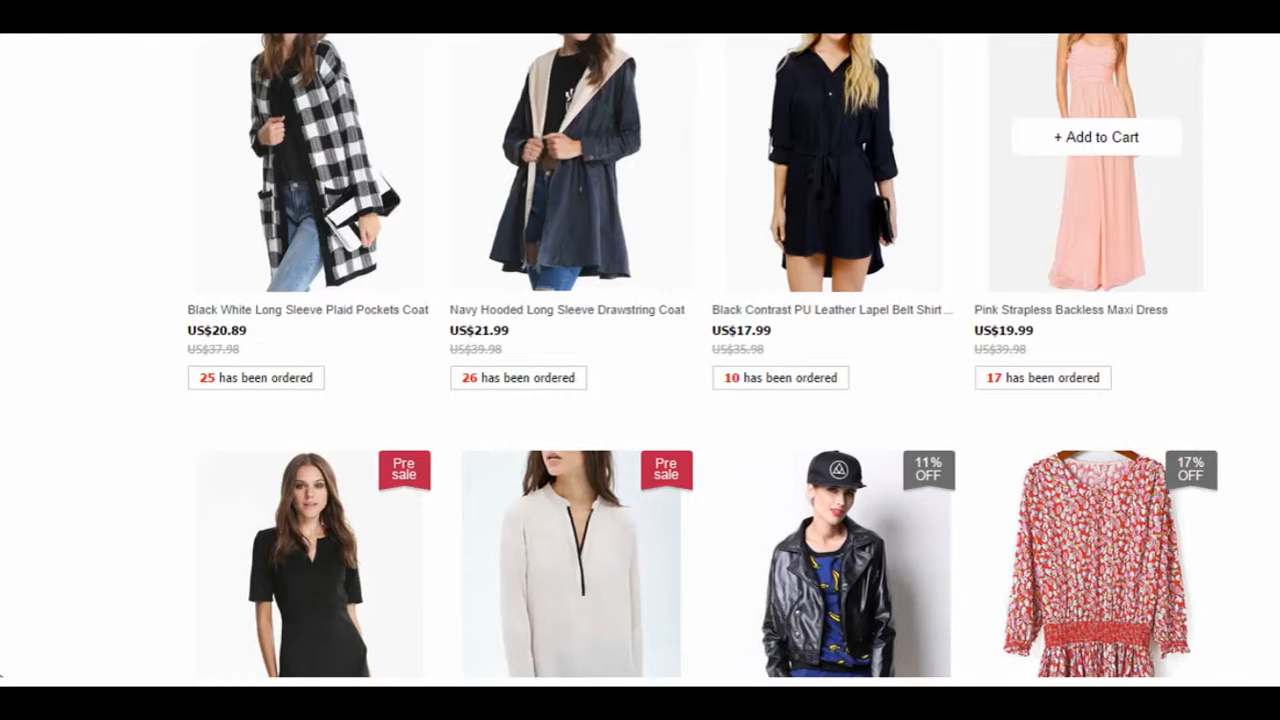 + Add to Cart
Black White Long Sleeve Plaid Pockets Coat
US$20.89
US$37.98
25 has been ordered
Navy Hooded Long Sleeve Drawstring Coat
US$21.99
US$39.98
26 has been ordered
Black Contrast PU Leather Lapel Belt Shirt ...
US$17.99
US$35.98
10 has been ordered
Pink Strapless Backless Maxi Dress
US$19.99
US$39.98
17 has been ordered
Pre
sale
Pre
sale
11%
OFF
17%
OFF